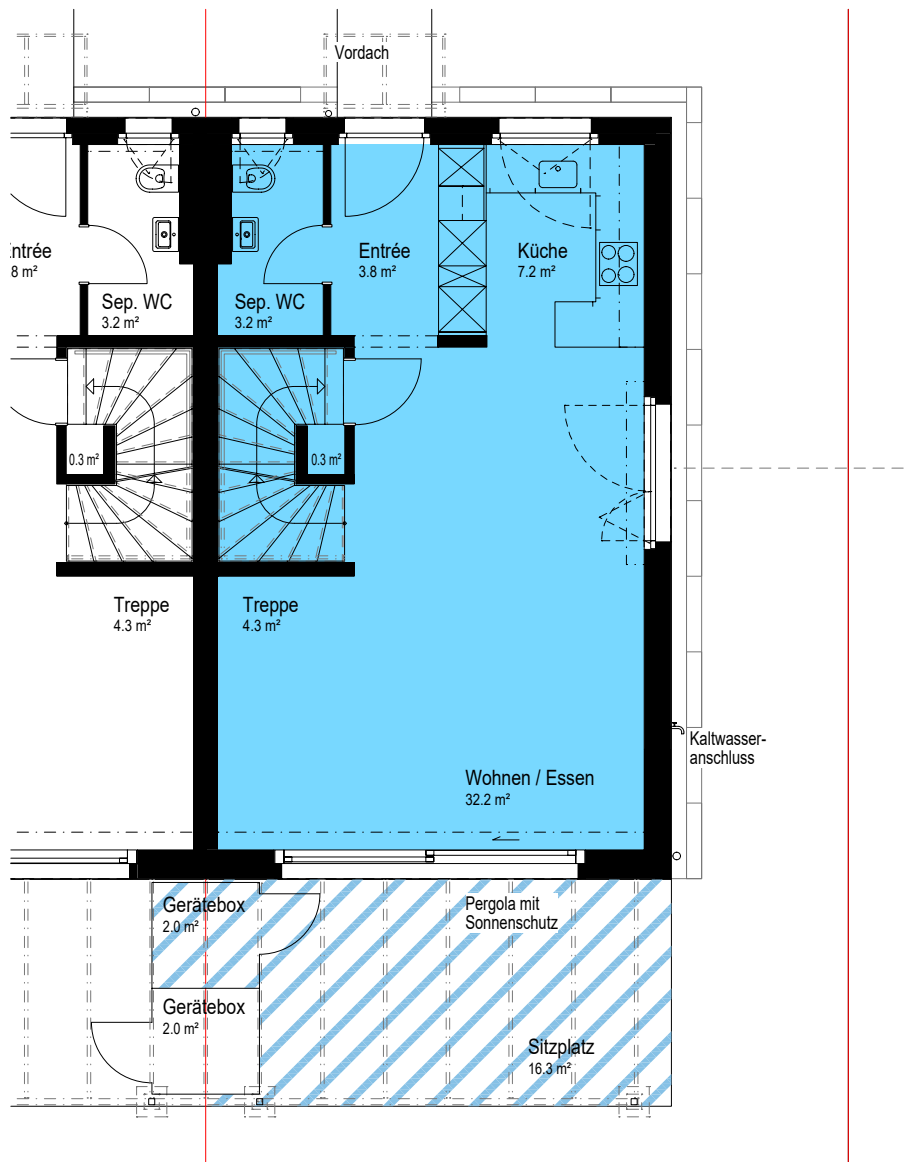 Vordach
ntrée
8 m²
Sep. WC
3.2 m²
Sep. WC
3.2 m²
Entrée
3.8 m²
Küche
7.2 m²
0.3 m²
0.3 m²
Treppe
4.3 m²
Treppe
4.3 m²
Kaltwasser-
anschluss
Wohnen / Essen
32.2 m²
Gerätebox
2.0 m²
Pergola mit
Sonnenschutz
Gerätebox
2.0 m²
Sitzplatz
16.3 m²